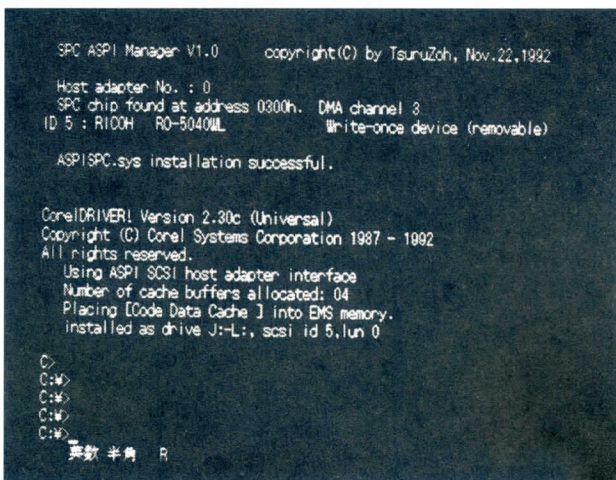 SPC ASPI Manager V1.0 copyright(C) by TsuruZoh, Nov.22,1992
Host adapter No. : 0
SPC chip found at address 0300h. DMA channel 3
ID 5 : RICOH RO-5040WL Write-once device (removable)
ASPISPC.sys installation successful.
CorelDRIVER! Version 2.30c (Universal)
Copyright (C) Corel Systems Corporation 1987 - 1992
All rights reserved.
Using ASPI SCSI host adapter interface
Number of cache buffers allocated: 04
Placing [Code Data Cache ] into EMS memory.
installed as drive J:-L:, scsi id 5,lun 0
C>
C:¥>
C:¥>
C:¥>
C:¥>_
英数 半角 R